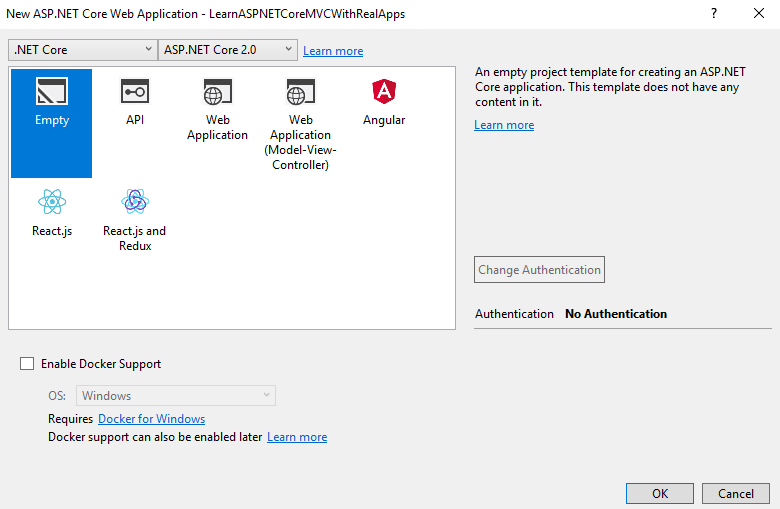 New ASP.NET Core Web Application - LearnASPNETCoreMVCWithRealApps
?
.NET Core
ASP.NET Core 2.0
Learn more
Empty
API
Web
Application
Web
Application
(Model-View-
Controller)
Angular
React.js
React.js and
Redux
An empty project template for creating an ASP.NET
Core application. This template does not have any
content in it.
Learn more
Change Authentication
Authentication No Authentication
Enable Docker Support
OS: Windows
Requires Docker for Windows
Docker support can also be enabled later Learn more
OK
Cancel